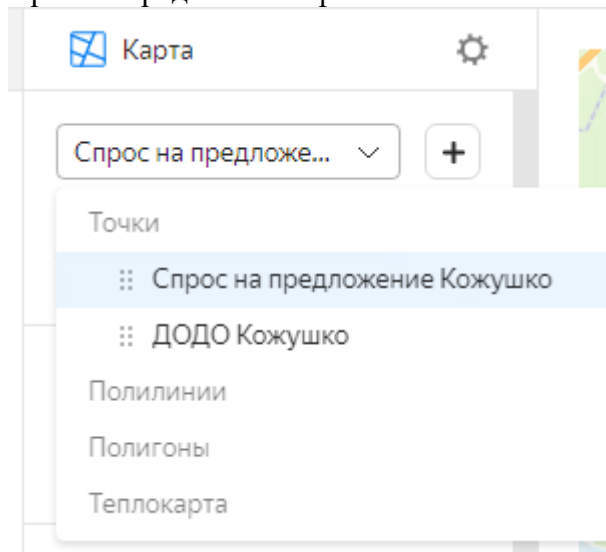 Карта
Спрос на предложе...
Точки
Спрос на предложение Кожушко
ДОДО Кожушко
Полилинии
Полигоны
Теплокарта